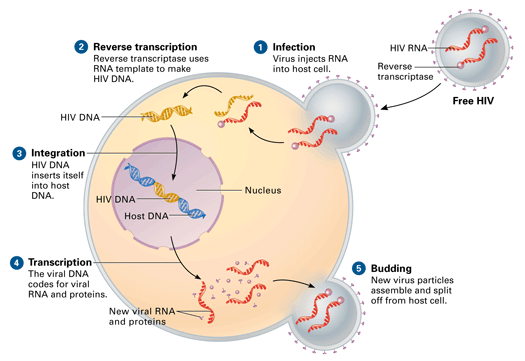 2 Reverse transcription
Reverse transcriptase uses
RNA template to make
HIV DNA.
1 Infection
Virus injects RNA
into host cell.
HIV RNA
Reverse
transcriptase
Free HIV
HIV DNA
3 Integration
HIV DNA
inserts itself
into host
DNA.
Nucleus
HIV DNA
Host DNA
4 Transcription
The viral DNA
codes for viral
RNA and proteins.
New viral RNA
and proteins
5 Budding
New virus particles
assemble and split
off from host cell.